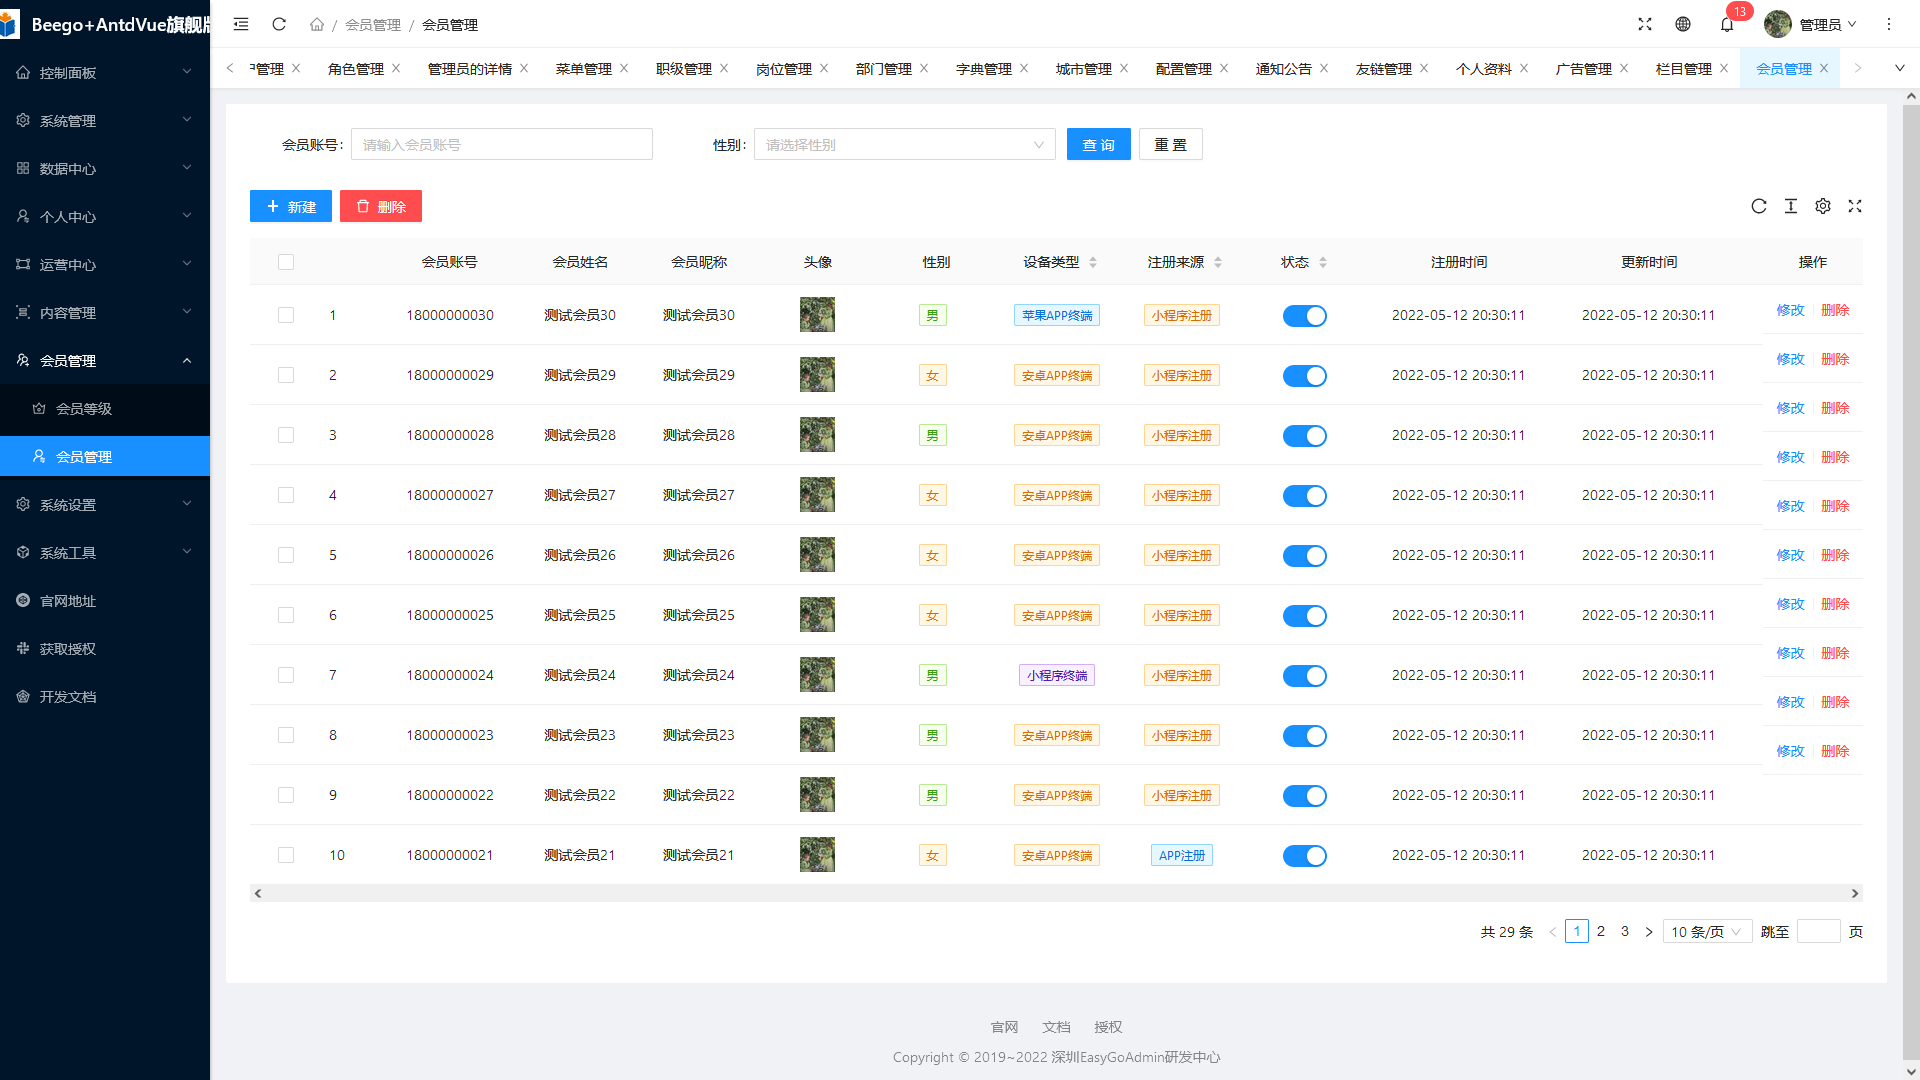 Beego+AntdVue旗舰版
控制面板
系统管理
数据中心
个人中心
运营中心
内容管理
会员管理
会员等级
会员管理
系统设置
系统工具
官网地址
获取授权
开发文档
/ 会员管理 / 会员管理
13
管理员
管理 角色管理 管理员的详情 菜单管理 职级管理 岗位管理 部门管理 字典管理 城市管理 配置管理 通知公告 友链管理 个人资料 广告管理 栏目管理 会员管理
会员账号: 请输入会员账号 性别: 请选择性别 查 询 重 置
新建 删除
会员账号 会员姓名 会员昵称 头像 性别 设备类型 注册来源 状态 注册时间 更新时间 操作
1 18000000030 测试会员30 测试会员30 男 苹果APP终端 小程序注册 2022-05-12 20:30:11 2022-05-12 20:30:11 修改 删除
2 18000000029 测试会员29 测试会员29 女 安卓APP终端 小程序注册 2022-05-12 20:30:11 2022-05-12 20:30:11 修改 删除
3 18000000028 测试会员28 测试会员28 男 安卓APP终端 小程序注册 2022-05-12 20:30:11 2022-05-12 20:30:11 修改 删除
4 18000000027 测试会员27 测试会员27 女 安卓APP终端 小程序注册 2022-05-12 20:30:11 2022-05-12 20:30:11 修改 删除
5 18000000026 测试会员26 测试会员26 女 安卓APP终端 小程序注册 2022-05-12 20:30:11 2022-05-12 20:30:11 修改 删除
6 18000000025 测试会员25 测试会员25 女 安卓APP终端 小程序注册 2022-05-12 20:30:11 2022-05-12 20:30:11 修改 删除
7 18000000024 测试会员24 测试会员24 男 小程序终端 小程序注册 2022-05-12 20:30:11 2022-05-12 20:30:11 修改 删除
8 18000000023 测试会员23 测试会员23 男 安卓APP终端 小程序注册 2022-05-12 20:30:11 2022-05-12 20:30:11 修改 删除
9 18000000022 测试会员22 测试会员22 男 安卓APP终端 小程序注册 2022-05-12 20:30:11 2022-05-12 20:30:11 修改 删除
10 18000000021 测试会员21 测试会员21 女 安卓APP终端 APP注册 2022-05-12 20:30:11 2022-05-12 20:30:11 修改 删除
共 29 条 1 2 3 10 条/页 跳至 页
官网 文档 授权
Copyright © 2019~2022 深圳EasyGoAdmin研发中心